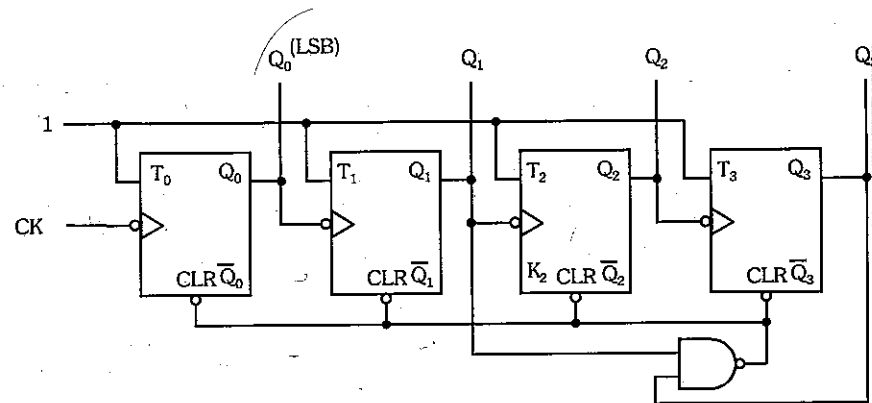 Q₀(LSB) Q₁ Q₂
1
T₀ Q₀ T₁ Q₁ T₂ Q₂ T₃ Q₃
CK
K₂
CLR Q̅₀ CLR Q̅₁ CLR Q̅₂ CLR Q̅₃